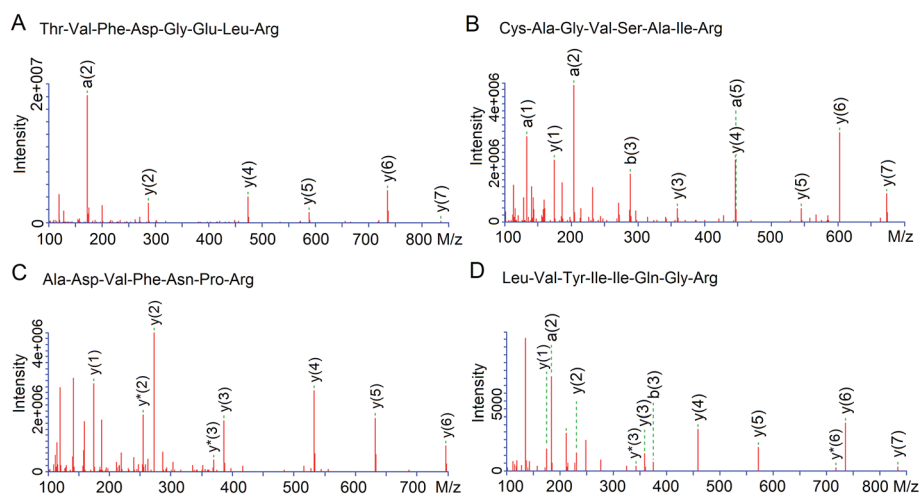 A Thr-Val-Phe-Asp-Gly-Glu-Leu-Arg
Intensity
2e+007
0
a(2)
y(2)
y(4)
y(5)
y(6)
y(7)
100 200 300 400 500 600 700 800 M/z
B Cys-Ala-Gly-Val-Ser-Ala-Ile-Arg
Intensity
4e+006
2e+006
0
a(1)
y(1)
a(2)
b(3)
y(3)
a(5)
y(4)
y(5)
y(6)
y(7)
100 200 300 400 500 600 M/z
C Ala-Asp-Val-Phe-Asn-Pro-Arg
Intensity
4e+006
2e+006
0
y(1)
y*(2)
y(2)
y*(3)
y(3)
y(4)
y(5)
y(6)
100 200 300 400 500 600 700 M/z
D Leu-Val-Tyr-Ile-Ile-Gln-Gly-Arg
Intensity
5000
0
y(1)
a(2)
y(2)
y*(3)
y(3)
b(3)
y(4)
y(5)
y*(6)
y(6)
y(7)
100 200 300 400 500 600 700 800 M/z